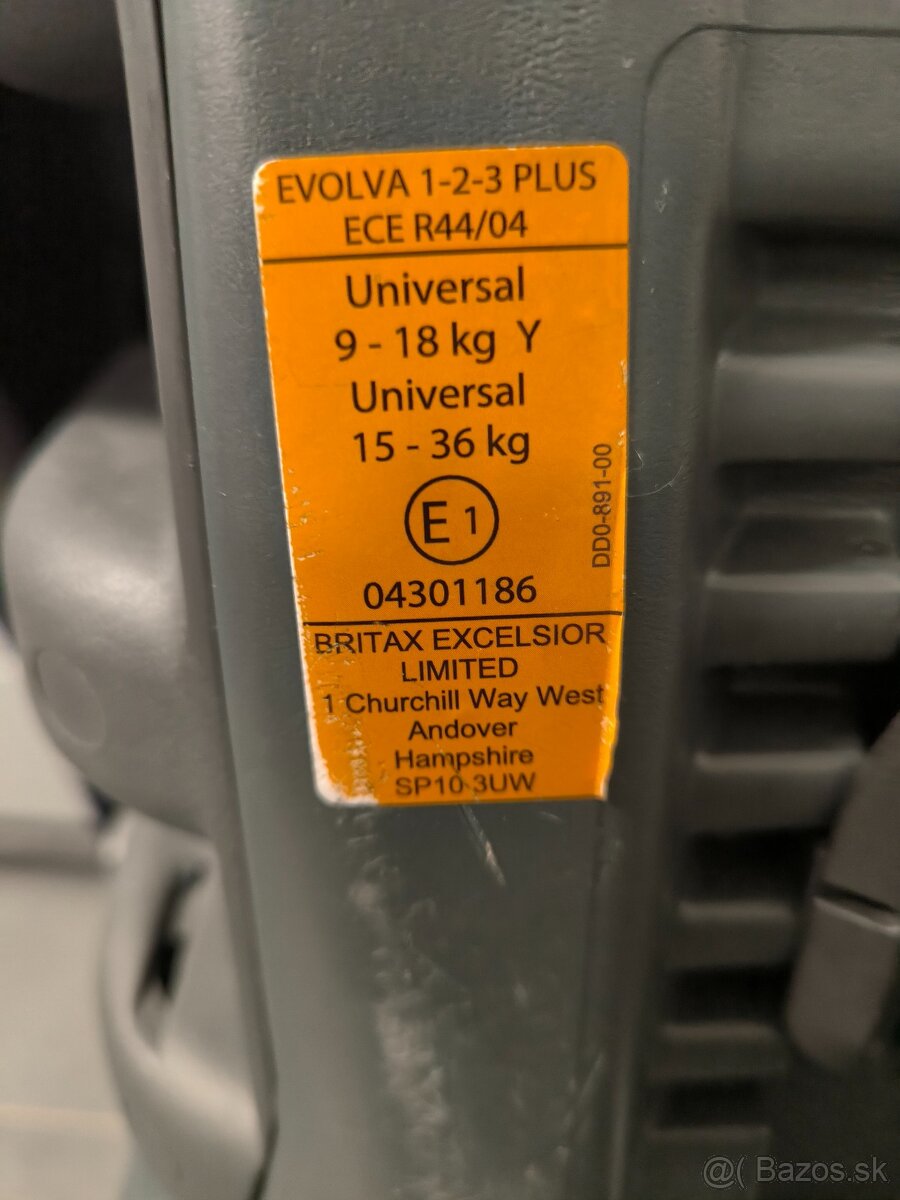 EVOLVA 1-2-3 PLUS
ECE R44/04
Universal
9 - 18 kg Y
Universal
15 - 36 kg
E 1
04301186
DD0-891-00
BRITAX EXCELSIOR
LIMITED
1 Churchill Way West
Andover
Hampshire
SP10 3UW
@( Bazos.sk